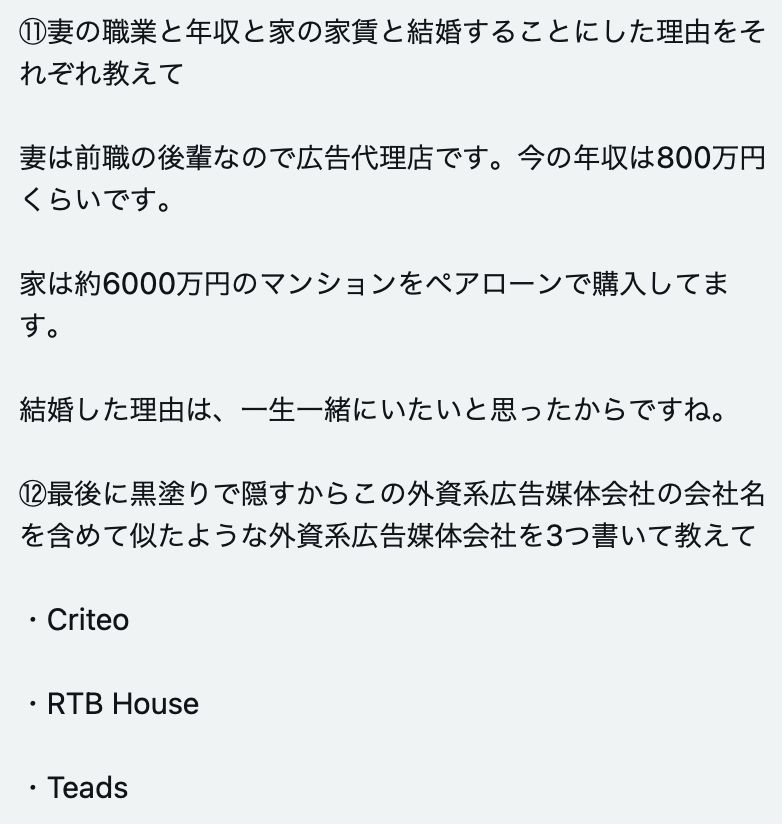 ⑪妻の職業と年収と家の家賃と結婚することにした理由をそ
れぞれ教えて
妻は前職の後輩なので広告代理店です。今の年収は800万円
くらいです。
家は約6000万円のマンションをペアローンで購入してま
す。
結婚した理由は、一生一緒にいたいと思ったからですね。
⑫最後に黒塗りで隠すからこの外資系広告媒体会社の会社名
を含めて似たような外資系広告媒体会社を3つ書いて教えて
・Criteo
・RTB House
・Teads